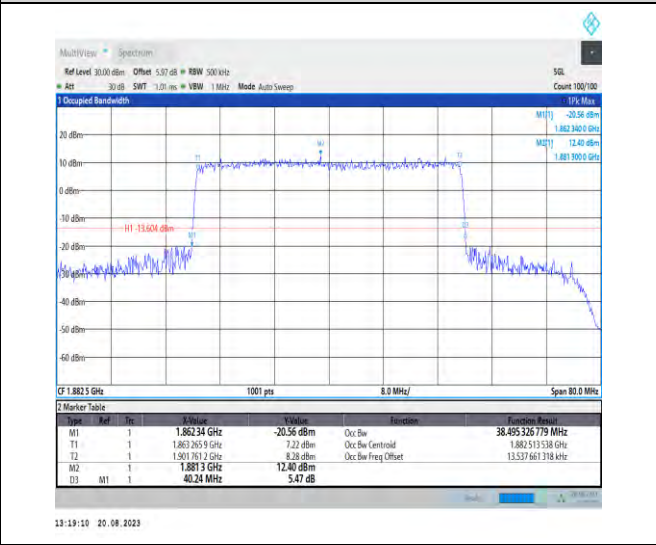 MultiView Spectrum
Ref Level 30.00 dBm Offset 5.97 dB RBW 500 kHz SGL
Att 30 dB SWT 1.01 ms VBW 1 MHz Mode Auto Sweep Count 100/100
1 Occupied Bandwidth 1Pk Max
M1[1] -20.56 dBm
1.862 340 0 GHz
20 dBm
M2[1] 12.40 dBm
1.881 300 0 GHz
M2
T1 T2
10 dBm
0 dBm
-10 dBm
H1 -13.604 dBm
-20 dBm
-30 dBm
-40 dBm
-50 dBm
-60 dBm
CF 1.882 5 GHz 1001 pts 8.0 MHz/ Span 80.0 MHz
2 Marker Table
Type Ref Trc X-Value Y-Value Function Function Result
M1 1 1.862 34 GHz -20.56 dBm Occ Bw 38.495 326 779 MHz
T1 1 1.863 265 9 GHz 7.22 dBm Occ Bw Centroid 1.882 513 538 GHz
T2 1 1.901 761 2 GHz 8.28 dBm Occ Bw Freq Offset 13.537 661 318 kHz
M2 1 1.881 3 GHz 12.40 dBm
D3 M1 1 40.24 MHz 5.47 dB
13:19:10 20.08.2023